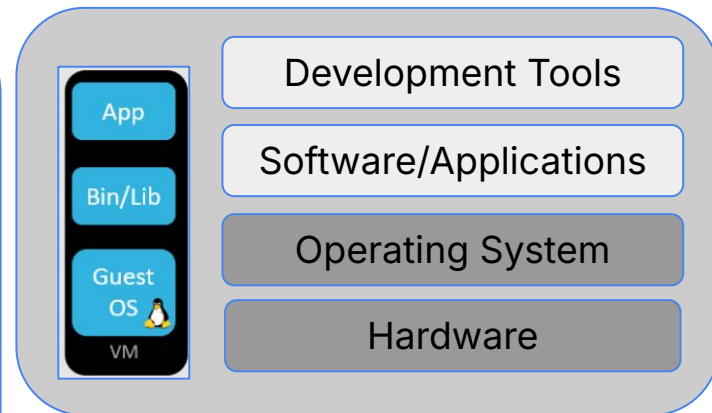 App
Bin/Lib
Guest
OS
VM
Development Tools
Software/Applications
Operating System
Hardware